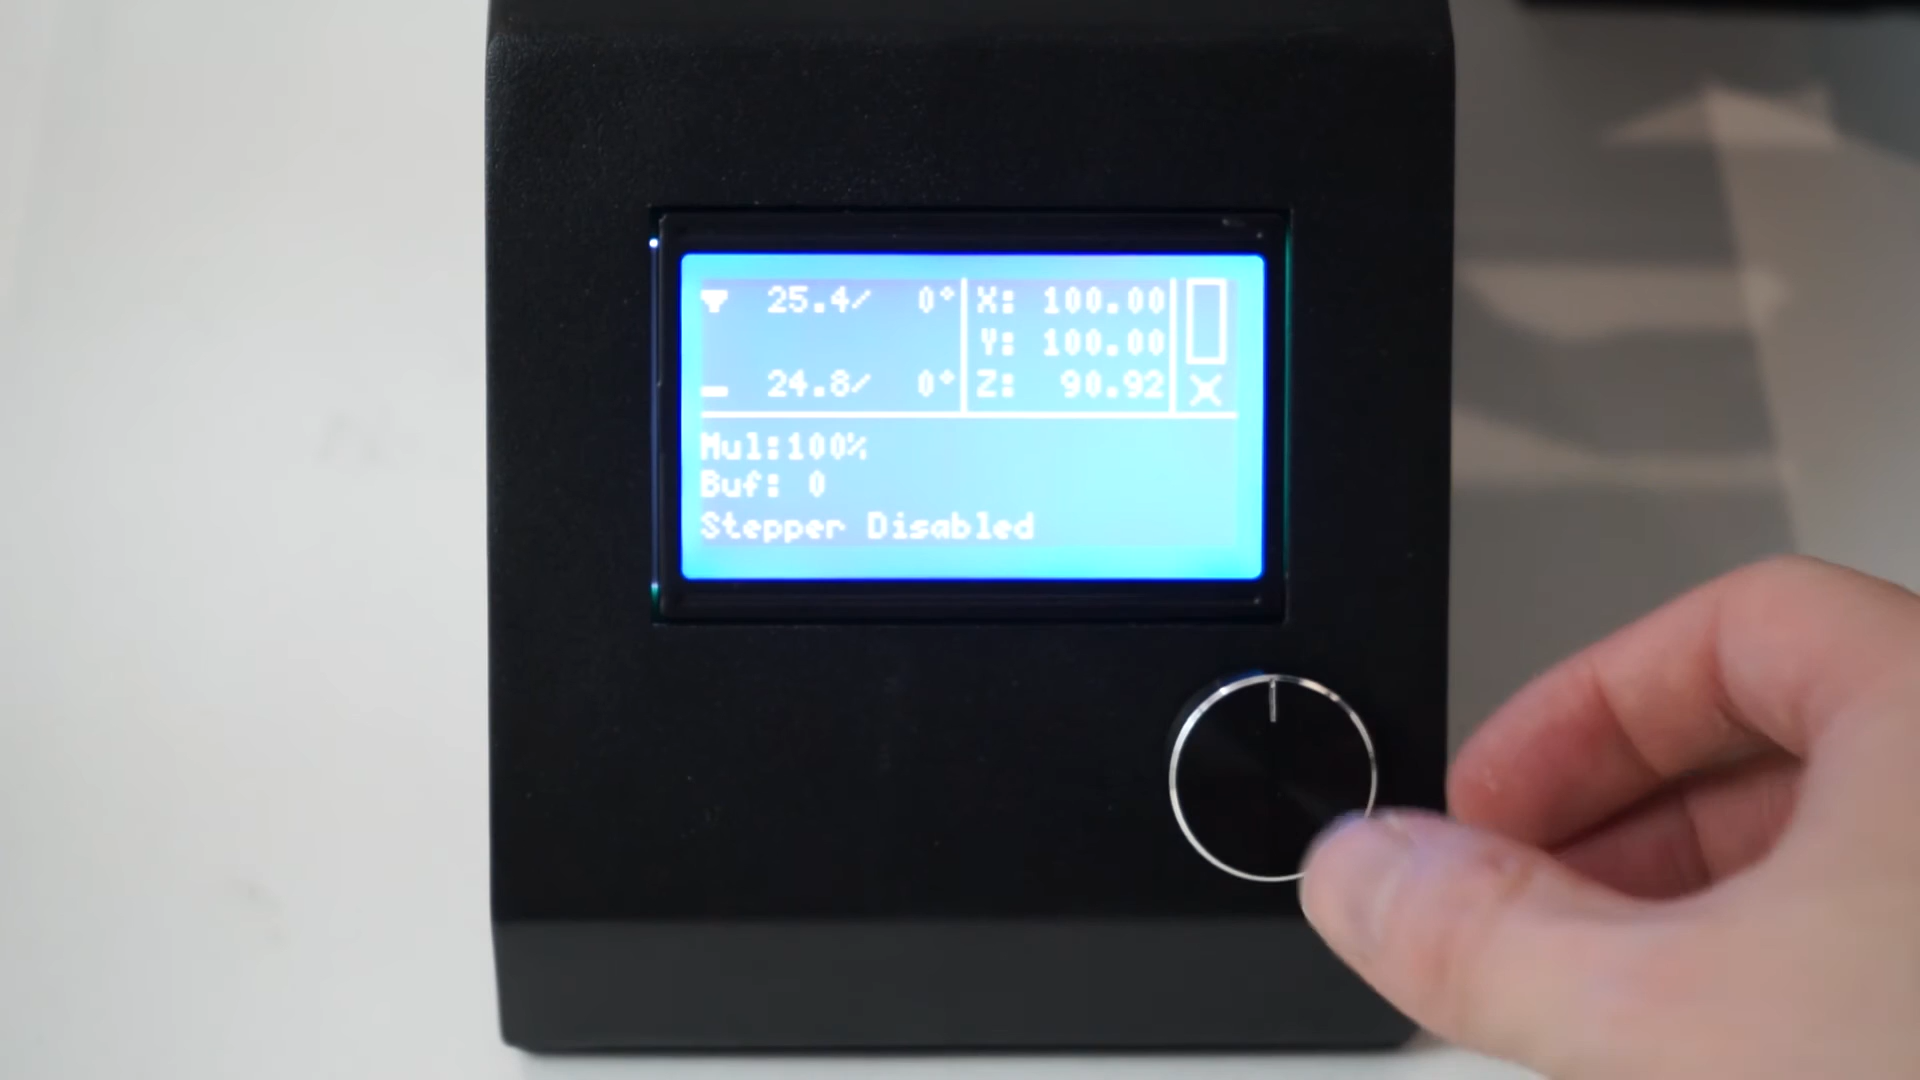 25.4/ 0° X: 100.00
Y: 100.00
24.8/ 0° Z: 90.92
Mul:100%
Buf: 0
Stepper Disabled